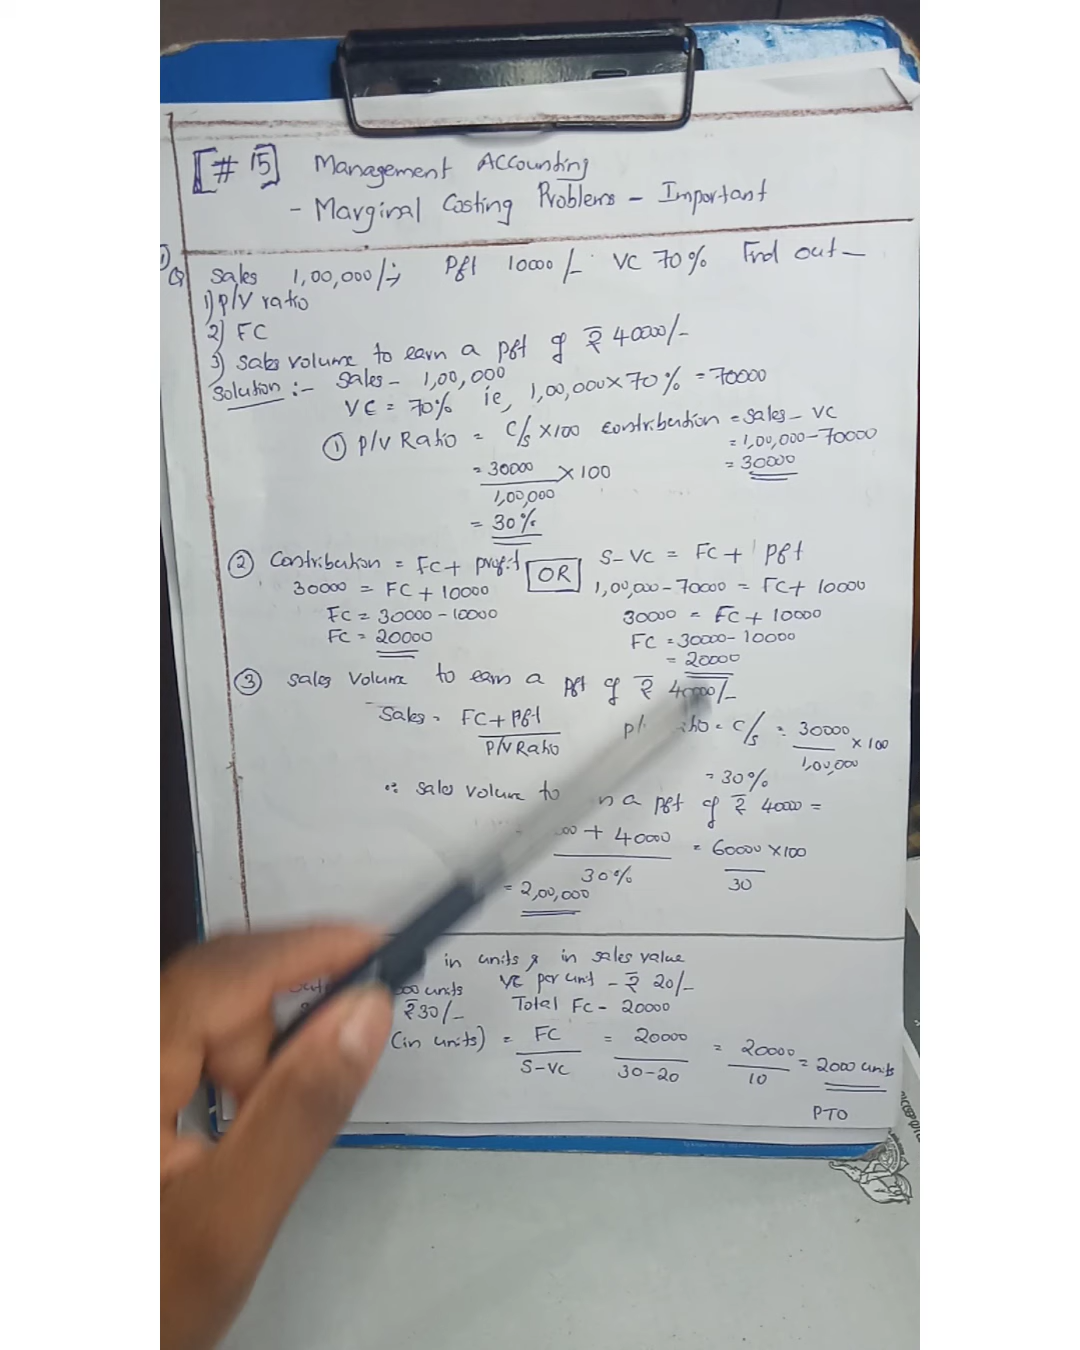 [# 15] Management Accounting
- Marginal Costing Problems - Important
Q Sales 1,00,000/-; Pft 10000/- VC 70% Find out -
1) P/V ratio
2) FC
3) Sales volume to earn a pft of ₹ 40000/-
Solution :- Sales - 1,00,000
VC = 70% ie, 1,00,000 x 70% = 70000
① P/V Ratio = C/S x 100 Contribution = Sales - VC
= 1,00,000 - 70000
= 30000 / 1,00,000 x 100 = 30000
= 30%
② Contribution = FC + profit OR S - VC = FC + pft
30000 = FC + 10000 1,00,000 - 70000 = FC + 10000
FC = 30000 - 10000 30000 = FC + 10000
FC = 20000 FC = 30000 - 10000
= 20000
③ Sales Volume to earn a pft of ₹ 40000/-
Sales = FC + Pft / P/V Ratio = C/S = 30000 / 1,00,000 x 100
= 30%
∴ Sales volume to a pft of ₹ 40000 =
+ 40000 / 30% = 60000 x 100 / 30
= 2,00,000
in units & in sales value
units VC per unit - ₹ 20/-
₹30/- Total FC - 20000
(in units) = FC / S - VC = 20000 / 30 - 20 = 20000 / 10 = 2000 units
PTO